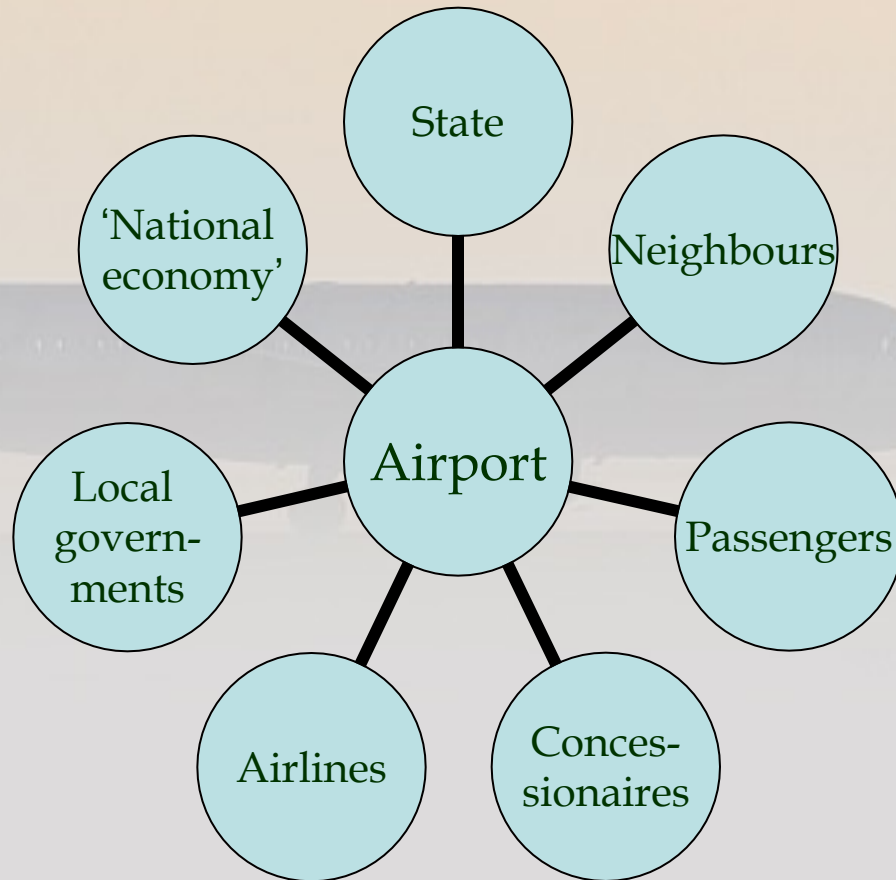 State
‘National
economy’
Neighbours
Airport
Local
govern-
ments
Passengers
Airlines
Conces-
sionaires